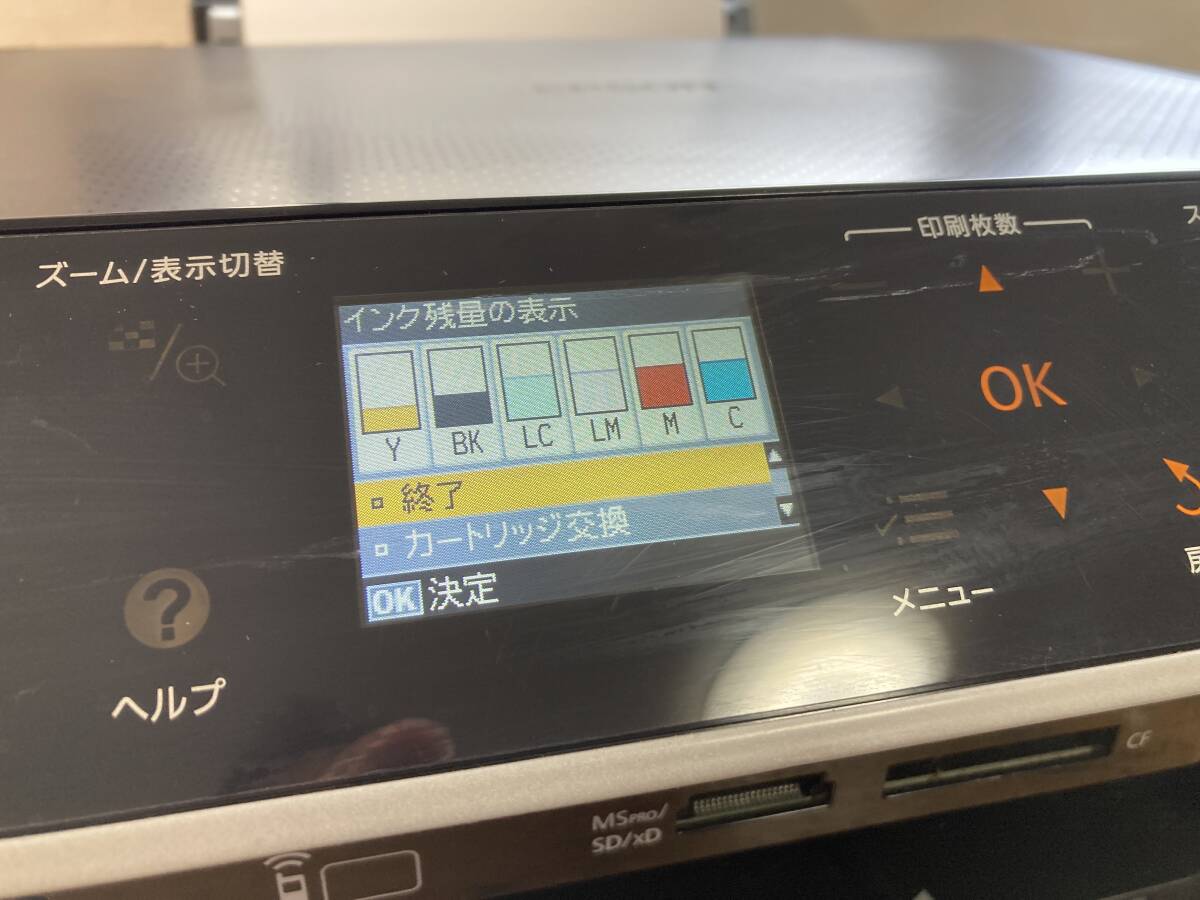 印刷枚数
ズーム/表示切替
インク残量の表示
Y BK LC LM M C
終了
カートリッジ交換
OK 決定
OK
メニュー
ヘルプ
MS PRO/
SD/xD
CF